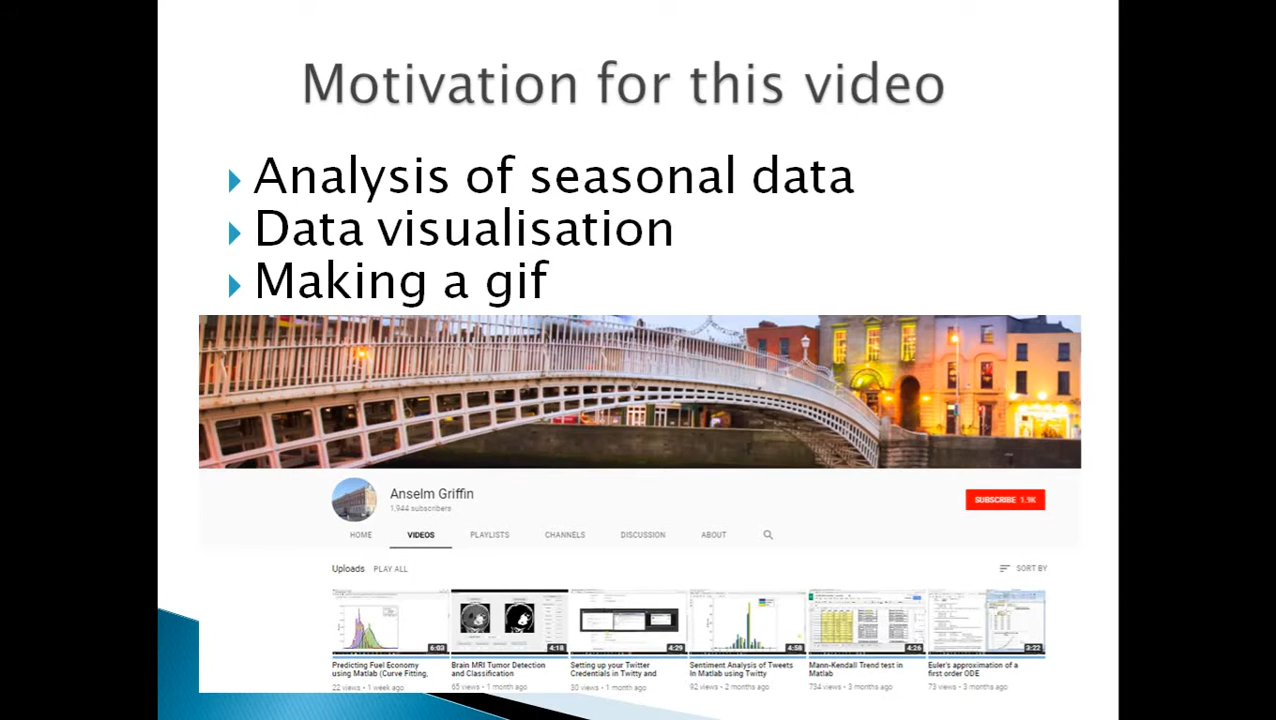 Motivation for this video
Analysis of seasonal data
Data visualisation
Making a gif
Anselm Griffin
1,944 subscribers
SUBSCRIBE 1.9K
HOME VIDEOS PLAYLISTS CHANNELS DISCUSSION ABOUT
Uploads PLAY ALL SORT BY
6:03 4:18 4:29 4:58 4:26 3:22
Predicting Fuel Economy
using Matlab (Curve Fitting,
22 views • 1 week ago
Brain MRI Tumor Detection
and Classification
65 views • 1 month ago
Setting up your Twitter
Credentials in Twitty and
30 views • 1 month ago
Sentiment Analysis of Tweets
In Matlab using Twitty
92 views • 2 months ago
Mann-Kendall Trend test in
Matlab
734 views • 3 months ago
Euler's approximation of a
first order ODE
73 views • 3 months ago